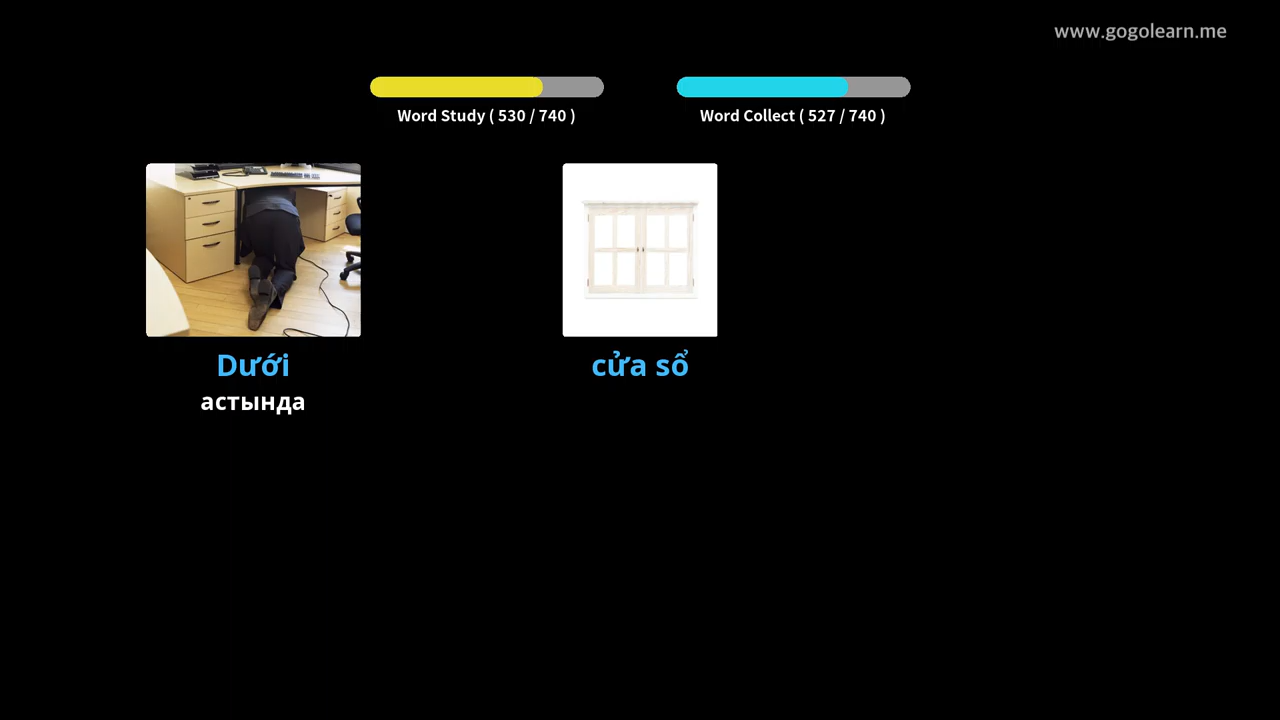 www.gogolearn.me
Word Study ( 530 / 740 )
Word Collect ( 527 / 740 )
Dưới
астында
cửa sổ